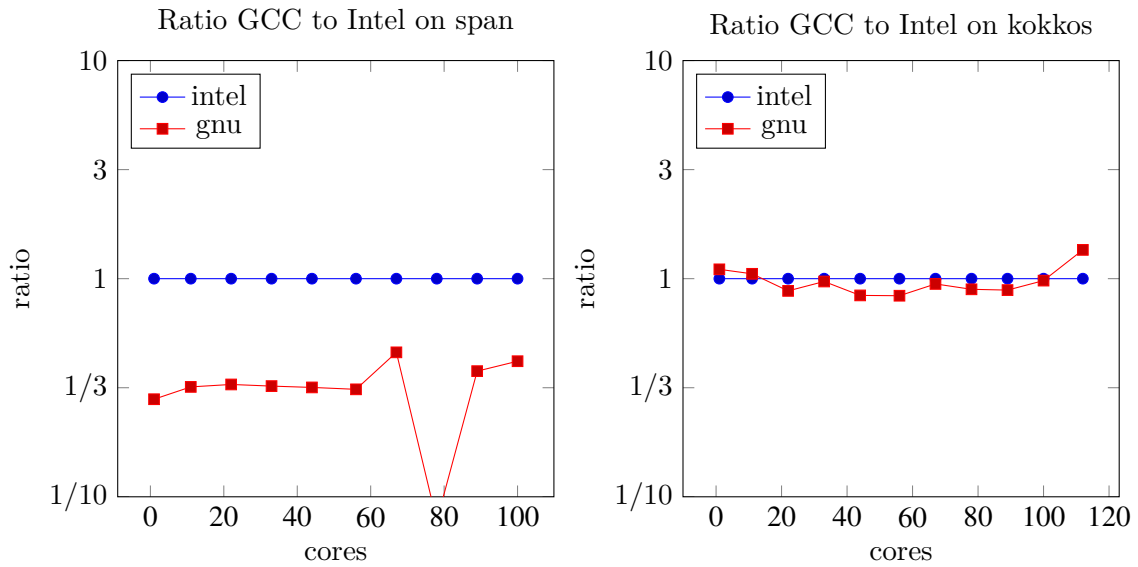 Ratio GCC to Intel on span
10
3
1
1/3
1/10
ratio
intel
gnu
0 20 40 60 80 100
cores
Ratio GCC to Intel on kokkos
10
3
1
1/3
1/10
ratio
intel
gnu
0 20 40 60 80 100 120
cores